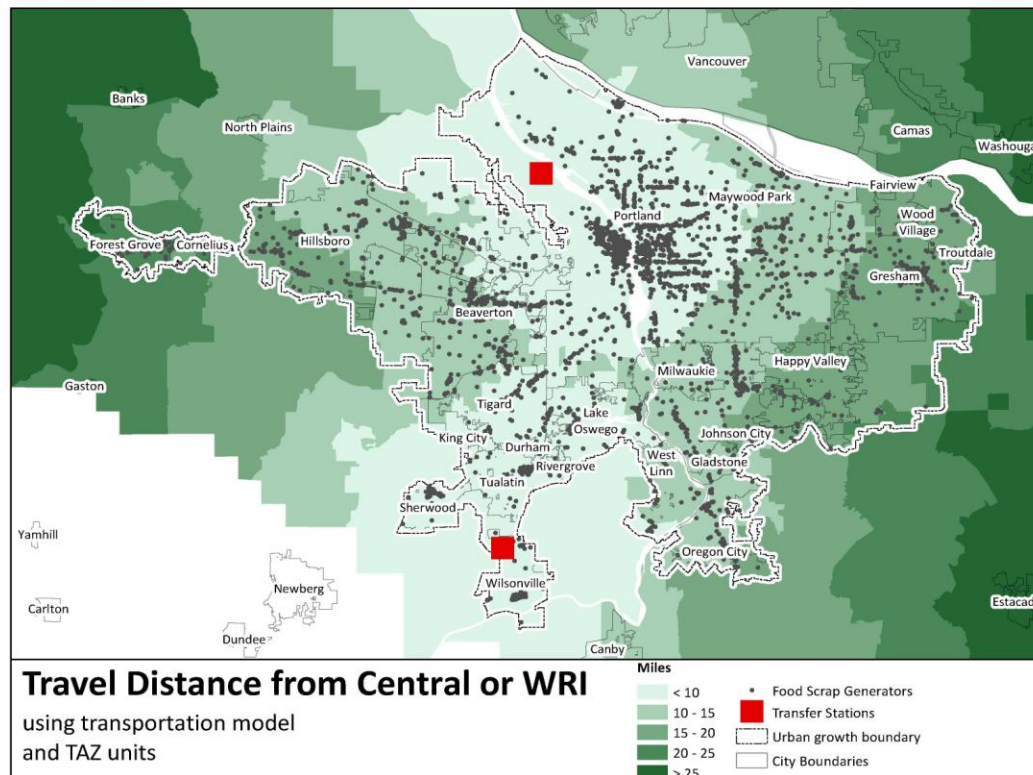 Vancouver
Banks
North Plains
Camas
Washouga
Fairview
Maywood Park
Wood
Village
Portland
Troutdale
Forest Grove
Cornelius
Hillsboro
Gresham
Beaverton
Happy Valley
Milwaukie
Gaston
Tigard
Lake
Oswego
King City
Johnson City
Durham
West
Linn
Gladstone
Rivergrove
Tualatin
Sherwood
Yamhill
Oregon City
Wilsonville
Newberg
Carlton
Estacad
Dundee
Canby
Travel Distance from Central or WRI
using transportation model
and TAZ units
Miles
< 10
10 - 15
15 - 20
20 - 25
> 25
Food Scrap Generators
Transfer Stations
Urban growth boundary
City Boundaries